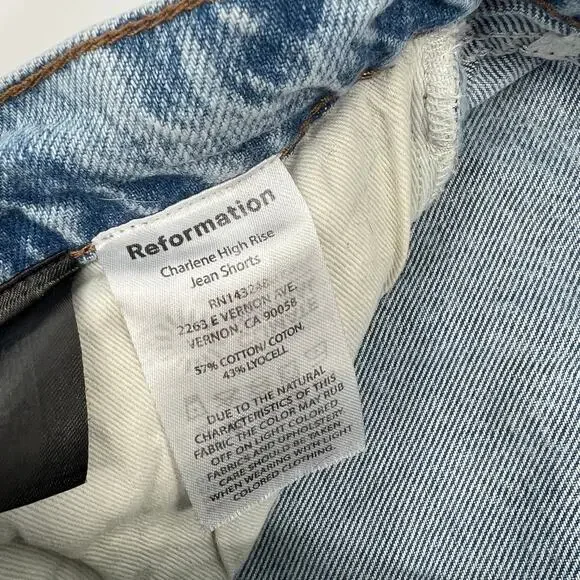 Reformation
Charlene High Rise
Jean Shorts
RN143248
2263 E VERNON AVE,
VERNON, CA 90058
57% COTTON/ COTON,
43% LYOCELL
DUE TO THE NATURAL
CHARACTERISTICS OF THIS
FABRIC THE COLOR MAY RUB
OFF ON LIGHT COLORED
FABRICS AND UPHOLSTERY.
CARE SHOULD BE TAKEN
WHEN WEARING WITH LIGHT
COLORED CLOTHING.